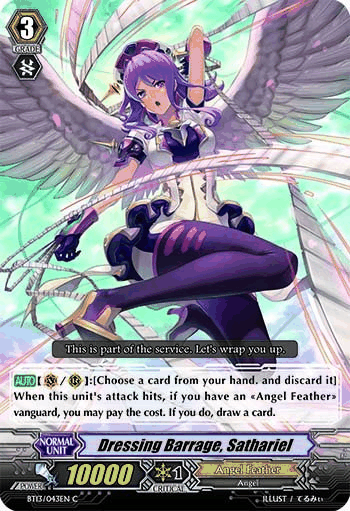 3
GRADE
This is part of the service. Let's wrap you up.
AUTO [ / ]:[Choose a card from your hand, and discard it]
When this unit's attack hits, if you have an «Angel Feather»
vanguard, you may pay the cost. If you do, draw a card.
NORMAL
UNIT
Dressing Barrage, Sathariel
POWER 10000 1 CRITICAL
Angel Feather
Angel
BT13/043EN C
ILLUST / てるみぃ